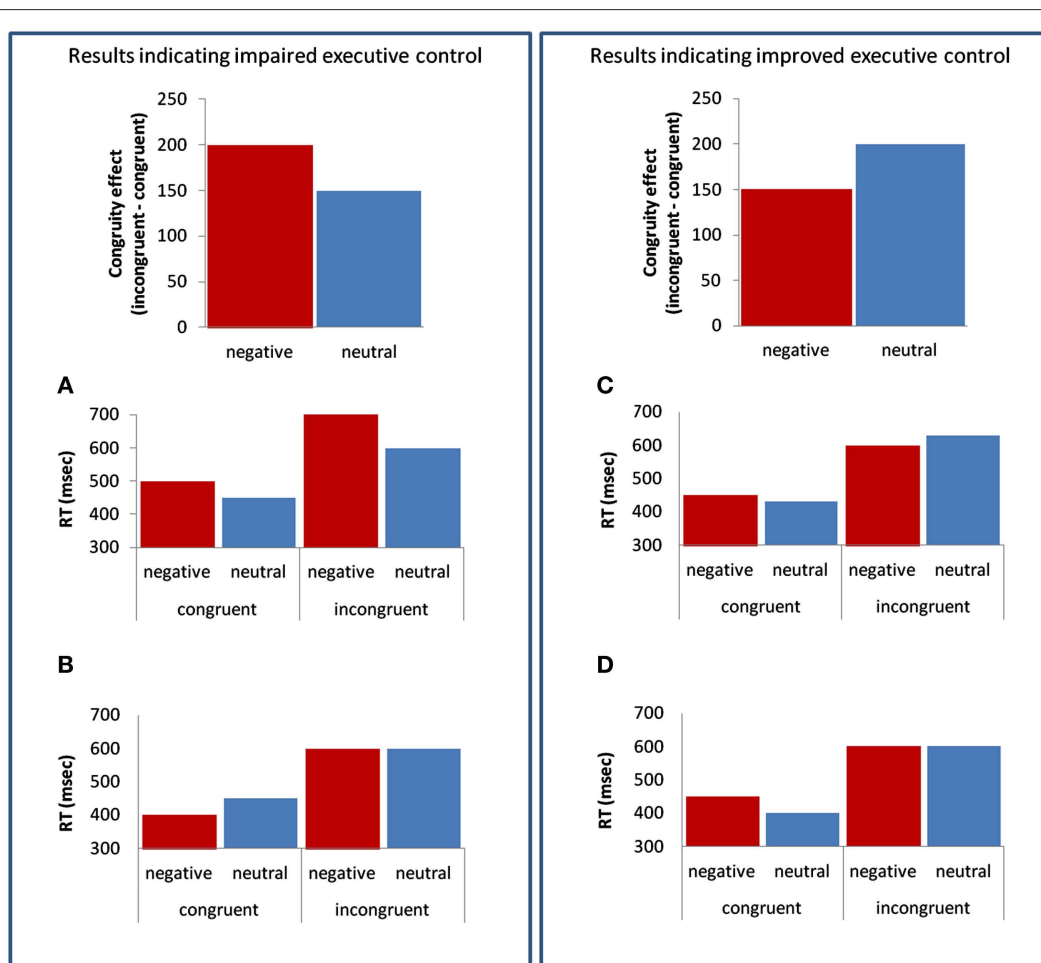 Results indicating impaired executive control
Congruity effect
(incongruent - congruent)
250
200
150
100
50
0
negative neutral
A
RT (msec)
700
600
500
400
300
negative neutral negative neutral
congruent incongruent
B
RT (msec)
700
600
500
400
300
negative neutral negative neutral
congruent incongruent
Results indicating improved executive control
Congruity effect
(incongruent - congruent)
250
200
150
100
50
0
negative neutral
C
RT (msec)
700
600
500
400
300
negative neutral negative neutral
congruent incongruent
D
RT (msec)
700
600
500
400
300
negative neutral negative neutral
congruent incongruent